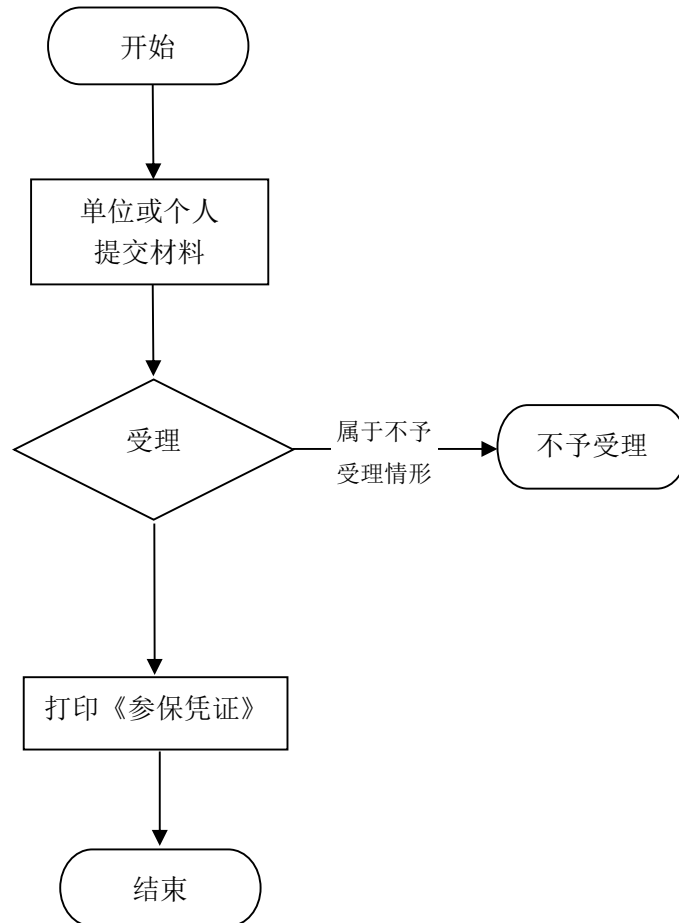 开始
单位或个人
提交材料
受理
属于不予
受理情形
不予受理
打印《参保凭证》
结束